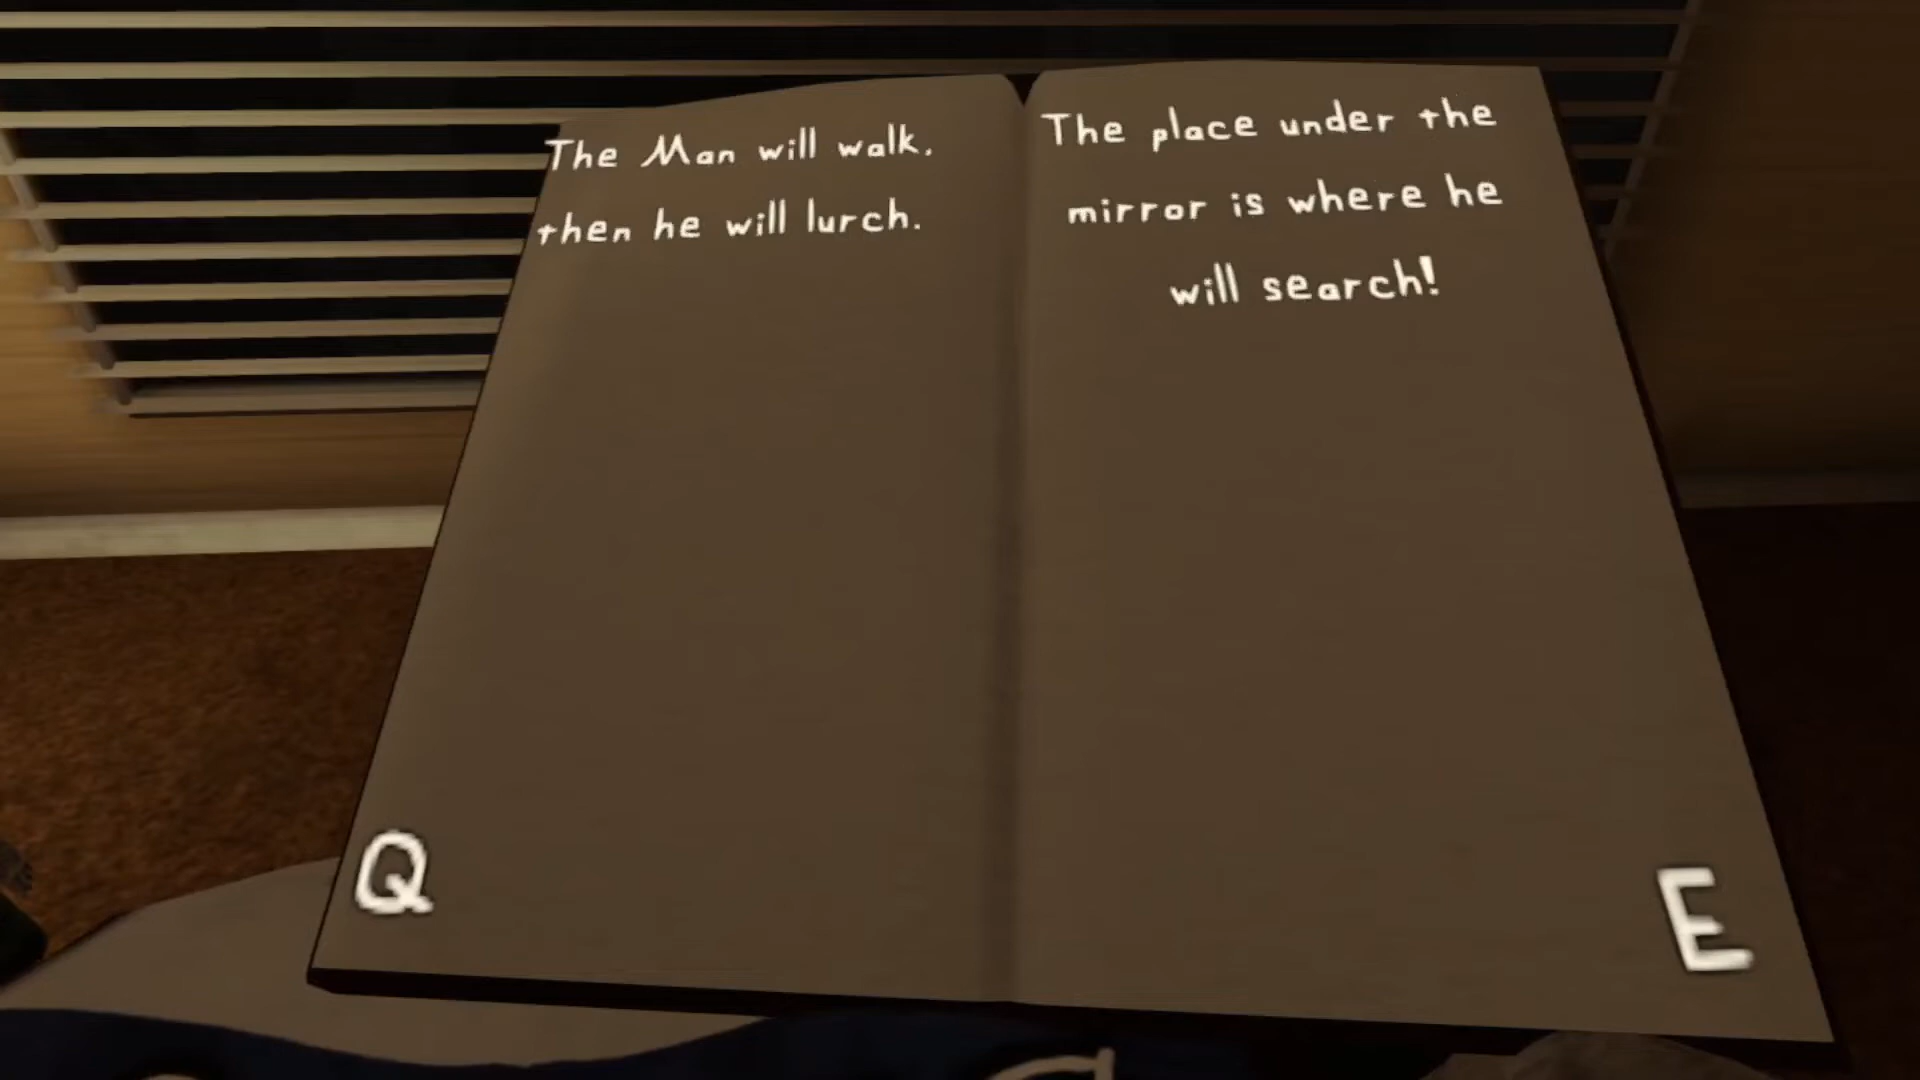 The Man will walk.
then he will lurch.
The place under the
mirror is where he
will search!
Q
E